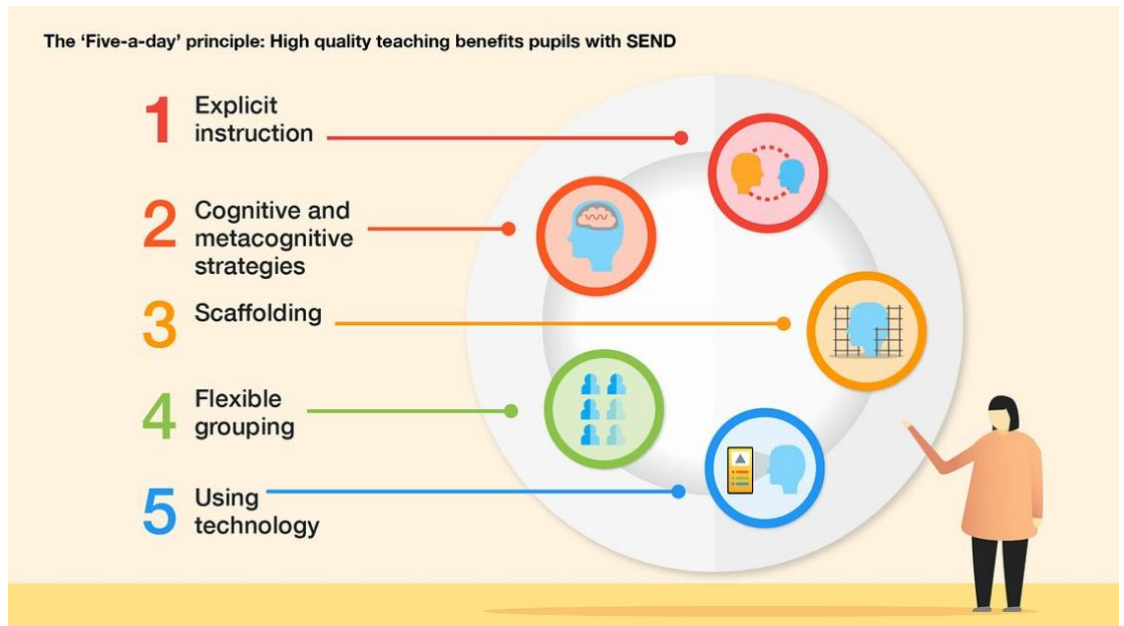 The ‘Five-a-day’ principle: High quality teaching benefits pupils with SEND
1 Explicit
instruction
2 Cognitive and
metacognitive
strategies
3 Scaffolding
4 Flexible
grouping
5 Using
technology